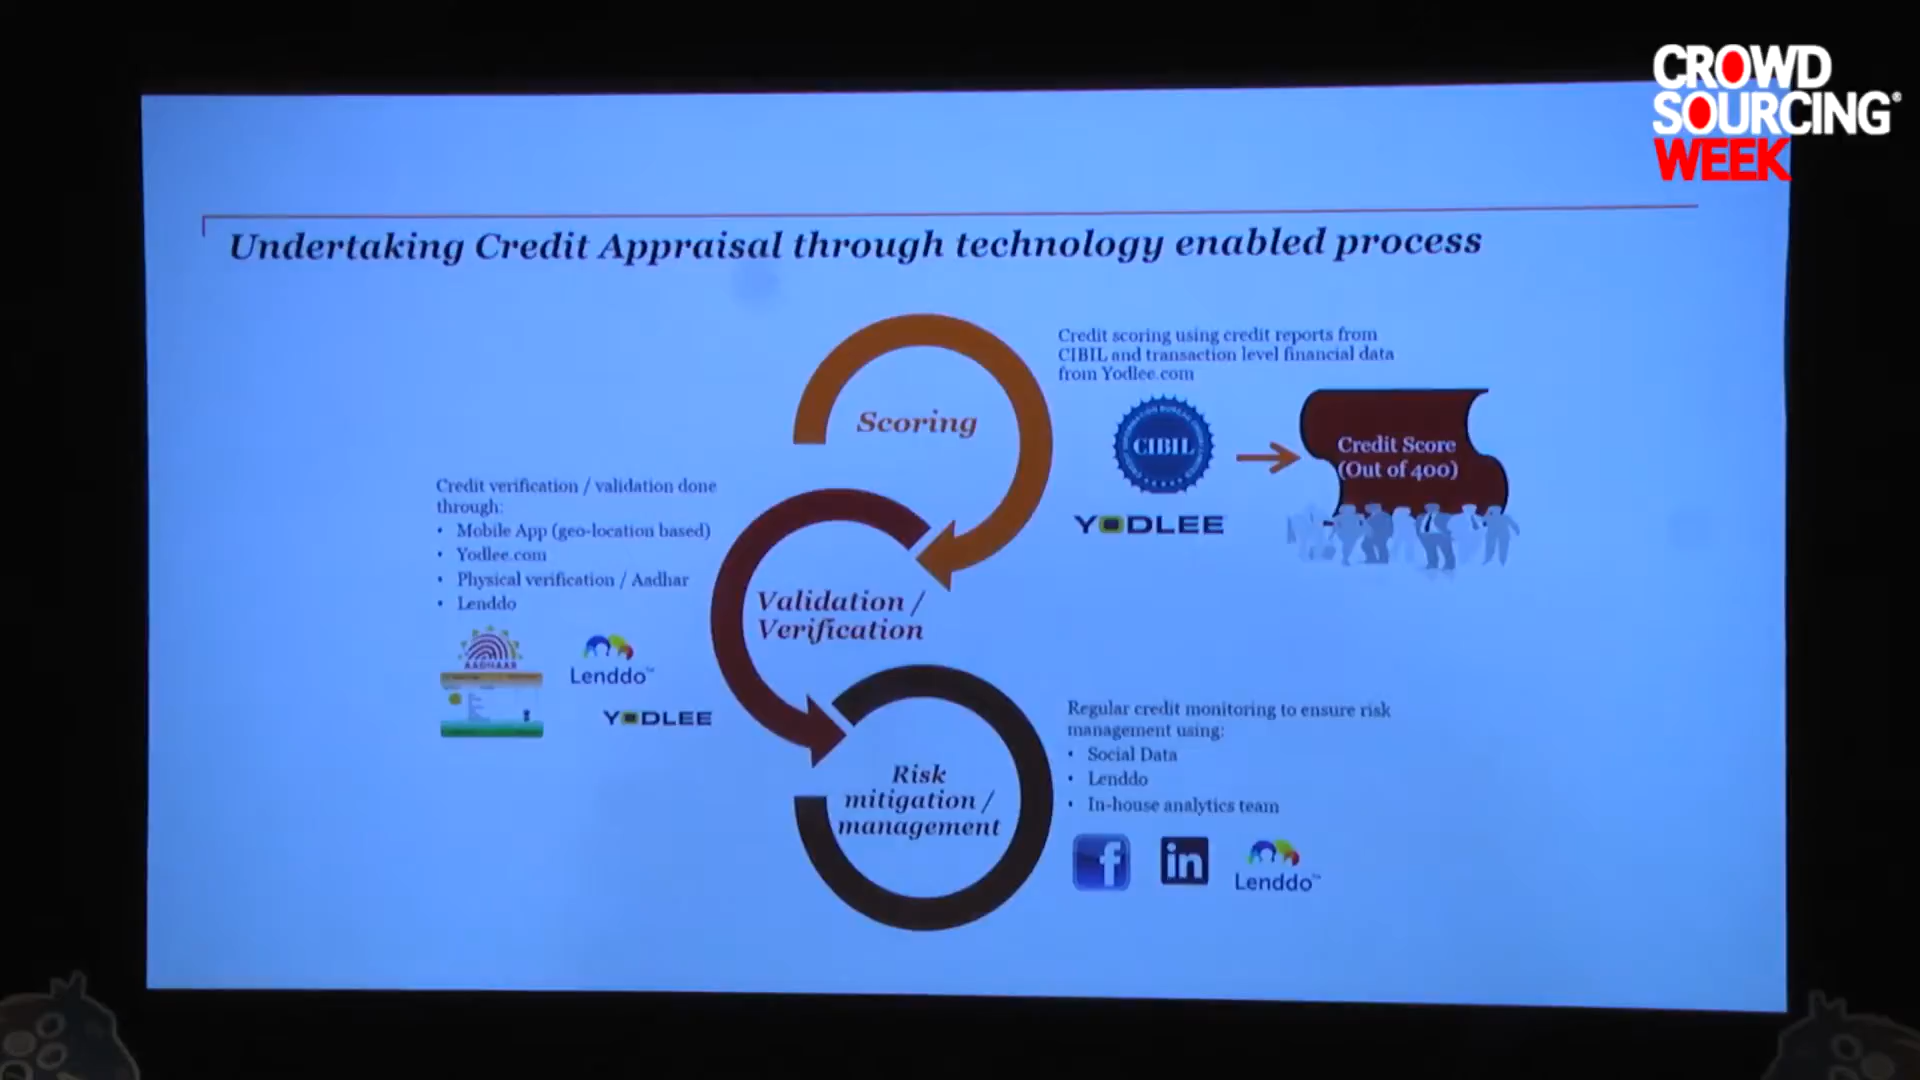 CROWD
SOURCING®
WEEK
Undertaking Credit Appraisal through technology enabled process
Scoring
Credit scoring using credit reports from
CIBIL and transaction level financial data
from Yodlee.com
CIBIL
YODLEE
Credit Score
(Out of 400)
Credit verification / validation done
through:
• Mobile App (geo-location based)
• Yodlee.com
• Physical verification / Aadhar
• Lenddo
AADHAAR
Lenddo™
YODLEE
Validation /
Verification
Risk
mitigation /
management
Regular credit monitoring to ensure risk
management using:
• Social Data
• Lenddo
• In-house analytics team
f
in
Lenddo™